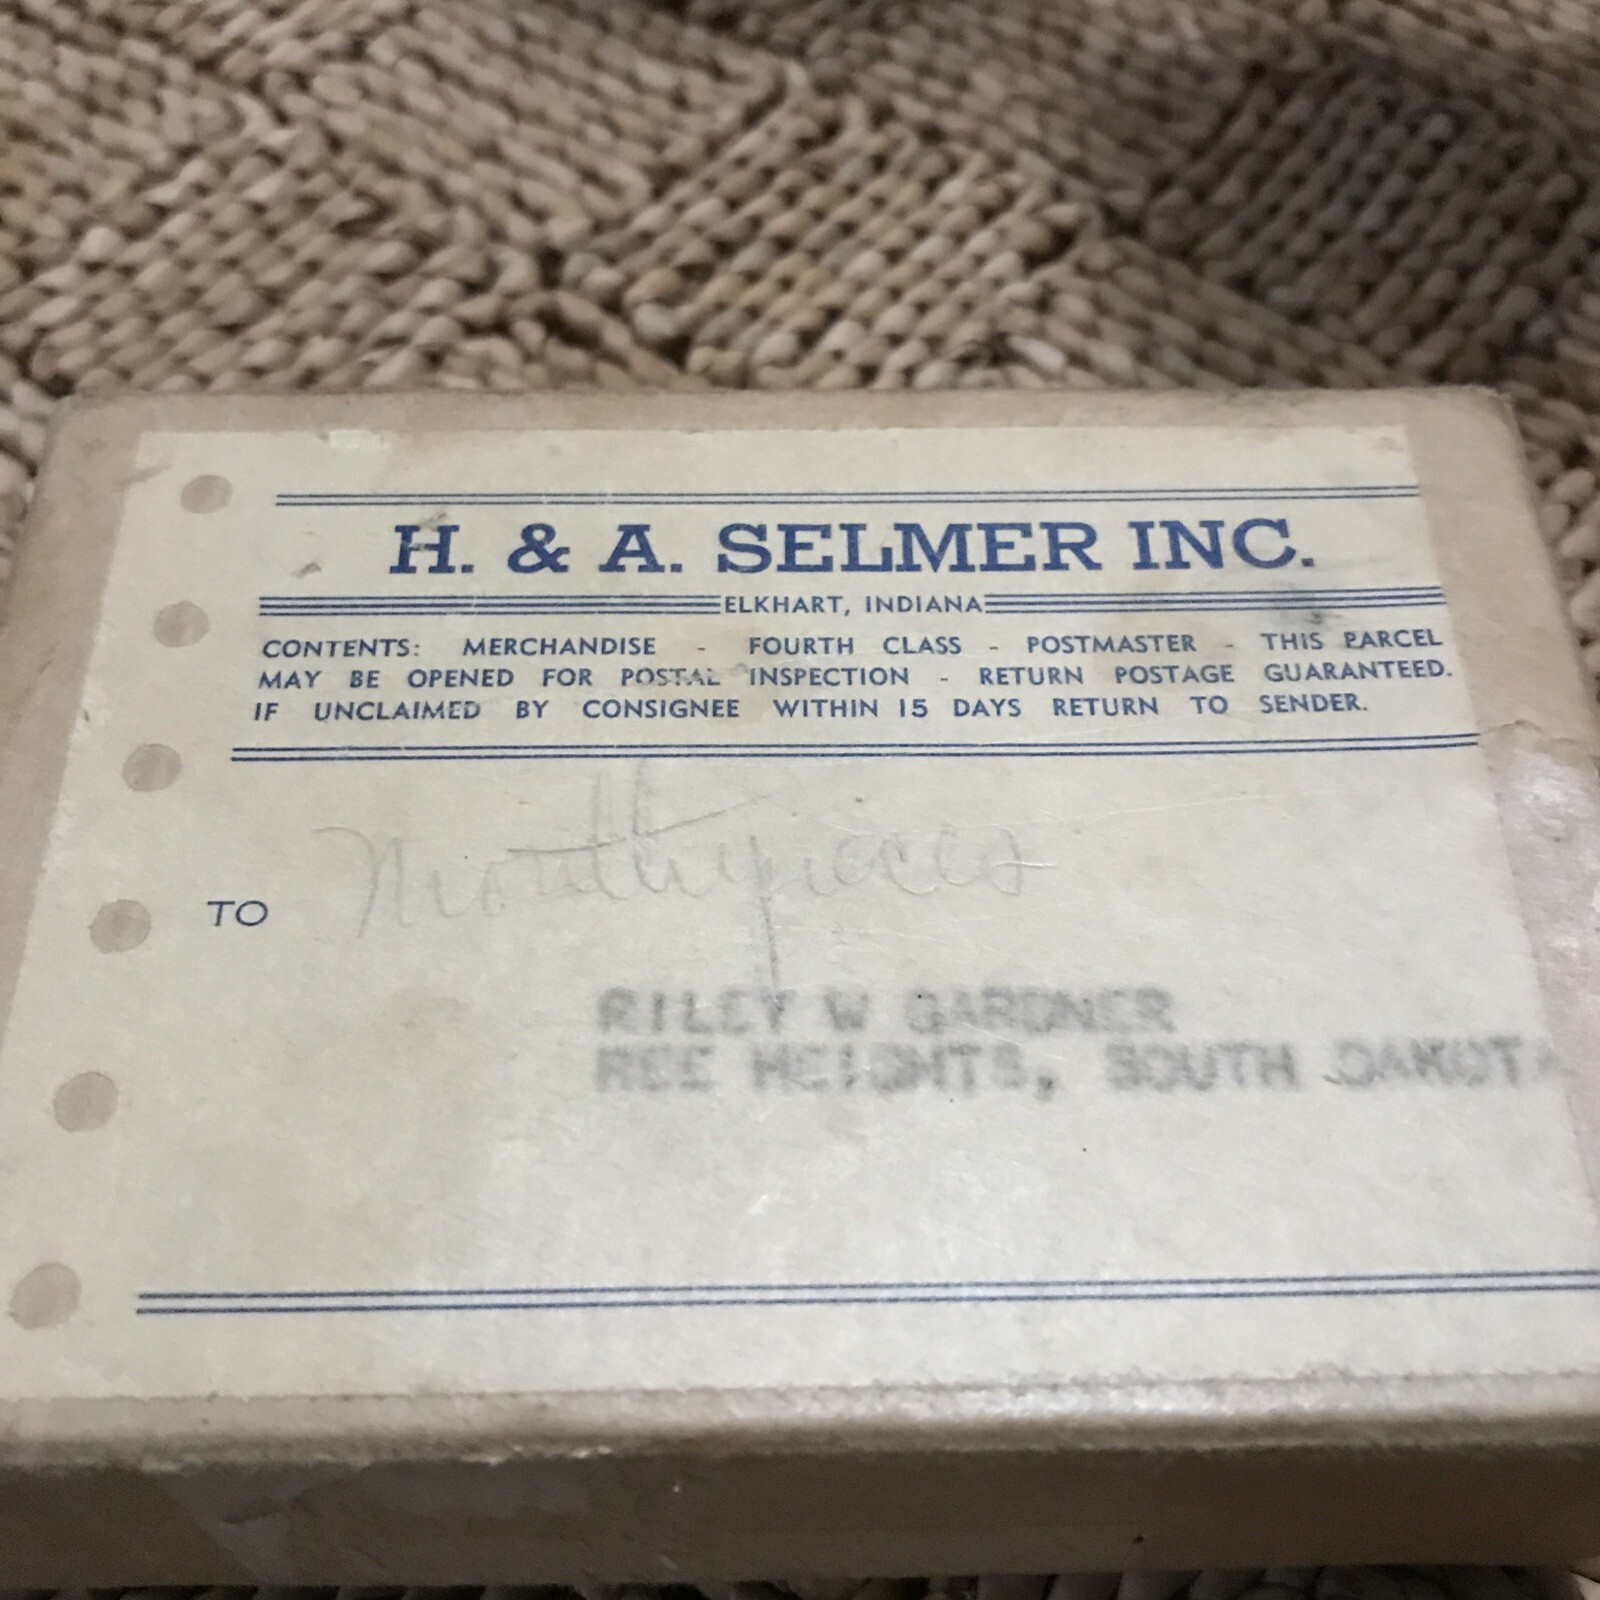 H. & A. SELMER INC.
ELKHART, INDIANA
CONTENTS: MERCHANDISE - FOURTH CLASS - POSTMASTER - THIS PARCEL
MAY BE OPENED FOR POSTAL INSPECTION - RETURN POSTAGE GUARANTEED.
IF UNCLAIMED BY CONSIGNEE WITHIN 15 DAYS RETURN TO SENDER.
Mouthpieces
TO
RILEY W GARDNER
REE HEIGHTS, SOUTH DAKOTA